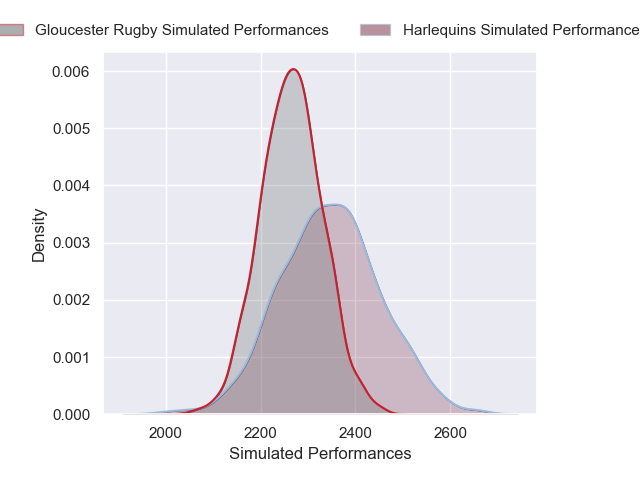 Gloucester Rugby Simulated Performances Harlequins Simulated Performance
0.006
0.005
0.004
0.003
0.002
0.001
0.000
Density
2000 2200 2400 2600
Simulated Performances